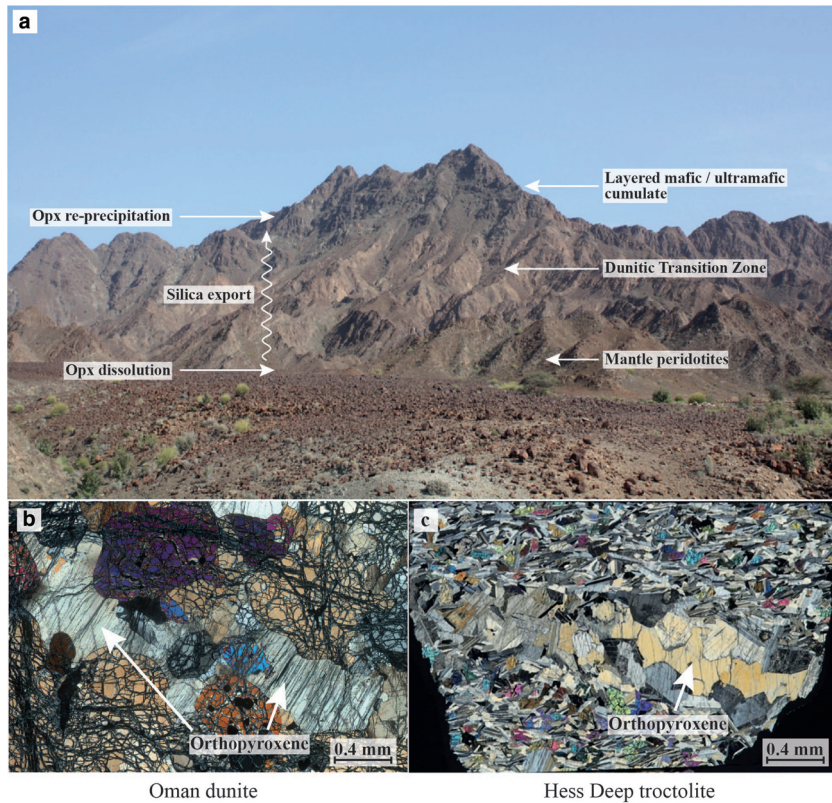 a
Layered mafic / ultramafic
cumulate
Opx re-precipitation
Dunitic Transition Zone
Silica export
Mantle peridotites
Opx dissolution
b
c
Orthopyroxene
0.4 mm
Orthopyroxene
0.4 mm
Oman dunite
Hess Deep troctolite